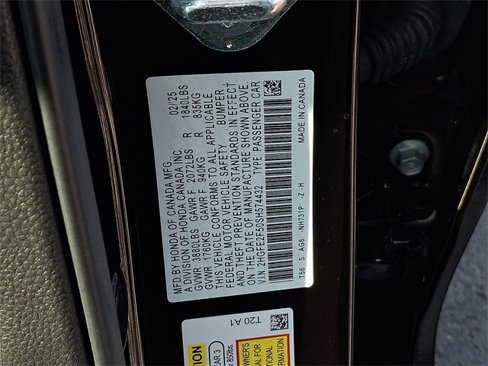 MFD. BY HONDA OF CANADA MFG. 02/'25
A DIVISION OF HONDA CANADA INC.
GVWR 3880LBS GAWR F 2072LBS R 1840LBS
GVWR 1760KG GAWR F 940KG R 835KG
THIS VEHICLE CONFORMS TO ALL APPLICABLE
FEDERAL MOTOR VEHICLE SAFETY, BUMPER,
AND THEFT PREVENTION STANDARDS IN EFFECT
ON THE DATE OF MANUFACTURE SHOWN ABOVE.
V.I.N. 2HGFE2F50SH574432 TYPE PASSENGER CAR
T56 S AG6 -NH731P -Z -H MADE IN CANADA
T20 A1